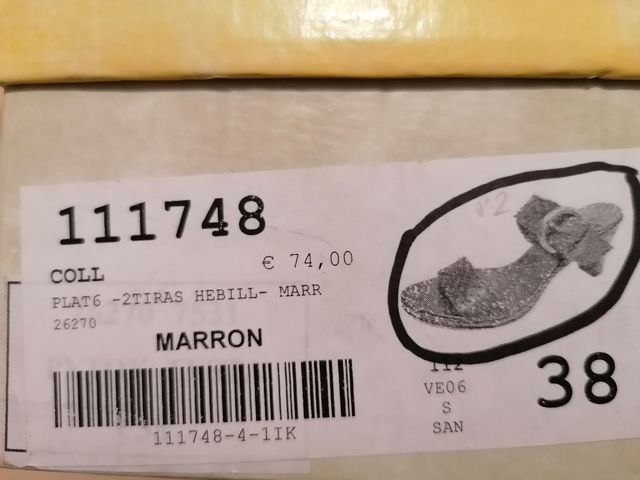 111748
COLL
€ 74,00
PLAT6 -2TIRAS HEBILL- MARR
26270
MARRON
111748-4-1IK
112
VE06
S
SAN
38